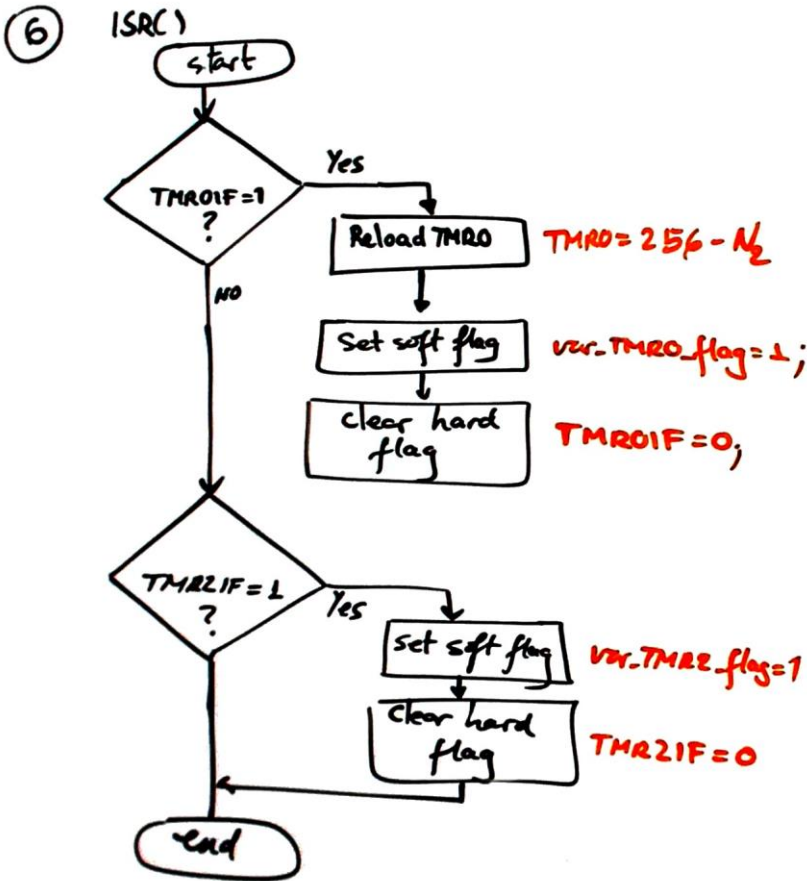 6 ISR()
start
TMR0IF=1
?
Yes
NO
Reload TMR0
TMR0=256-N2
Set soft flag
var_TMR0_flag=1;
clear hard
flag
TMR0IF=0;
TMR2IF=1
?
Yes
set soft flag
var_TMR2_flag=1
clear hard
flag
TMR2IF=0
end